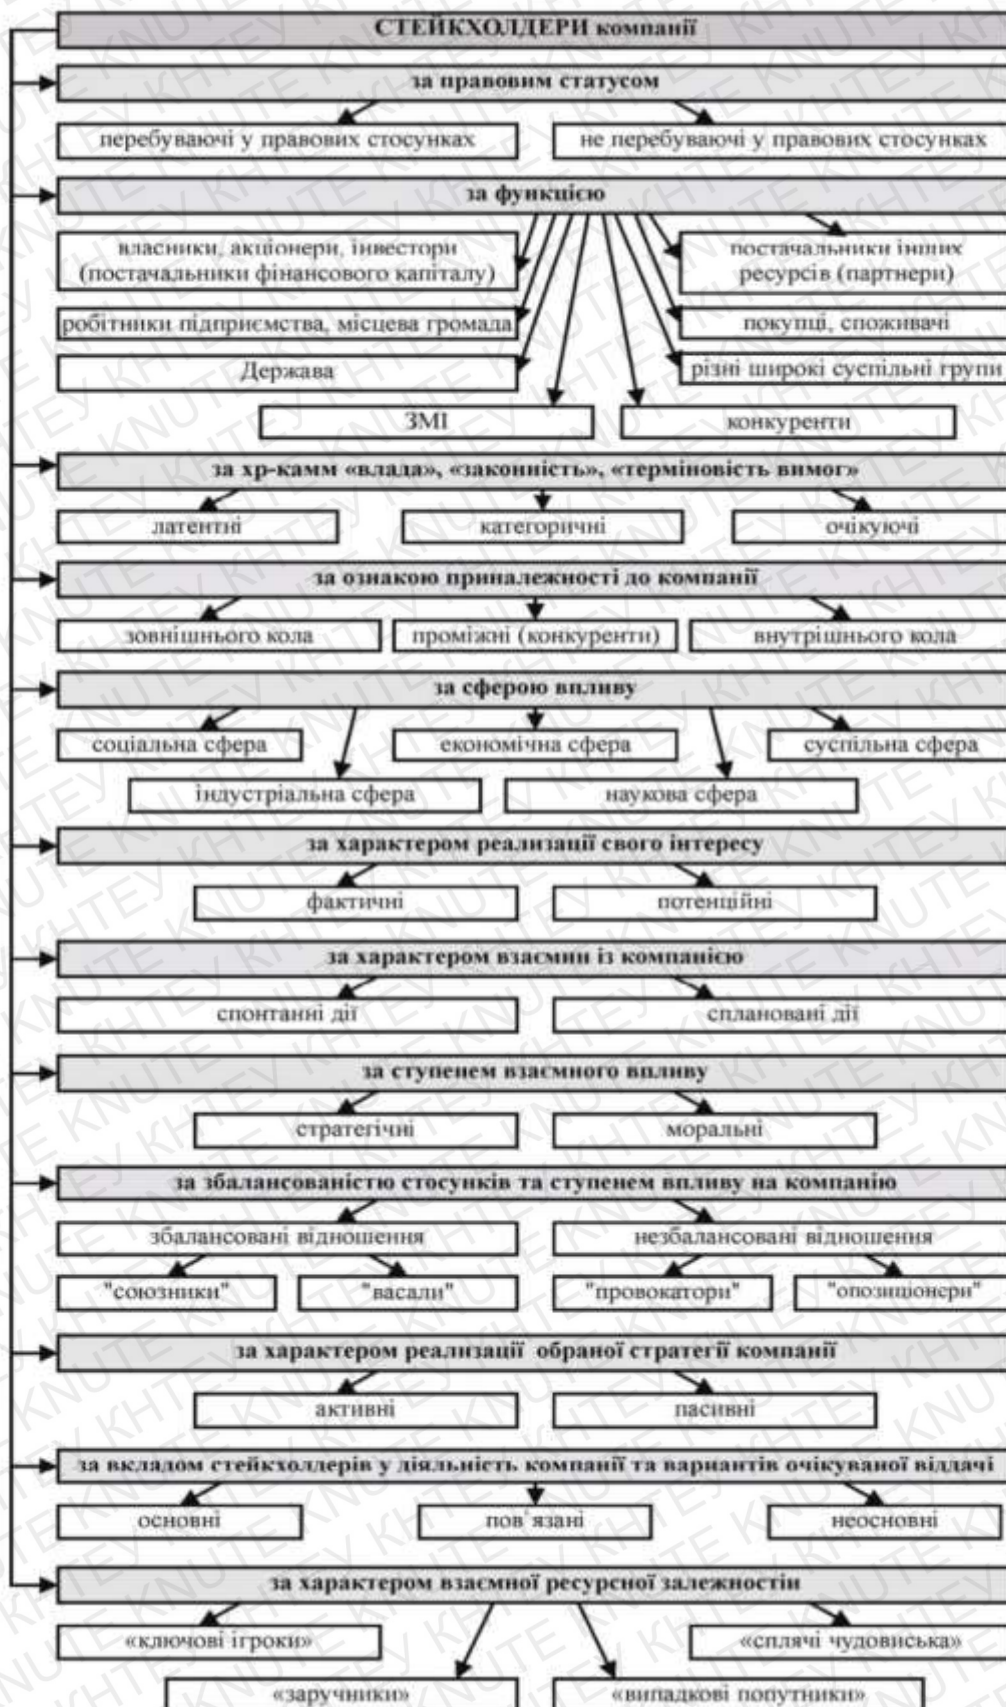 СТЕЙКХОЛДЕРИ компанії
за правовим статусом
перебуваючі у правових стосунках
не перебуваючі у правових стосунках
за функцією
власники, акціонери, інвестори
(постачальники фінансового капіталу)
постачальники інших
ресурсів (партнери)
робітники підприємства, місцева громада
покупці, споживачі
Держава
різні широкі суспільні групи
ЗМІ
конкуренти
за хр-камм «влада», «законність», «терміновість вимог»
латентні
категоричні
очікуючі
за ознакою приналежності до компанії
зовнішнього кола
проміжні (конкуренти)
внутрішнього кола
за сферою впливу
соціальна сфера
економічна сфера
суспільна сфера
індустріальна сфера
наукова сфера
за характером реализації свого інтересу
фактичні
потенційні
за характером взаємин із компанією
спонтанні дії
сплановані дії
за ступенем взаємного впливу
стратегічні
моральні
за збалансованістю стосунків та ступенем впливу на компанію
збалансовані відношення
незбалансовані відношення
"союзники"
"васали"
"провокатори"
"опозиціонери"
за характером реализації обраної стратегії компанії
активні
пасивні
за вкладом стейкхолдерів у діяльність компанії та вариантів очікуваної віддачі
основні
пов'язані
неосновні
за характером взаємної ресурсної залежностіи
«ключові ігроки»
«сплячі чудовиська»
«заручники»
«випадкові попутники»